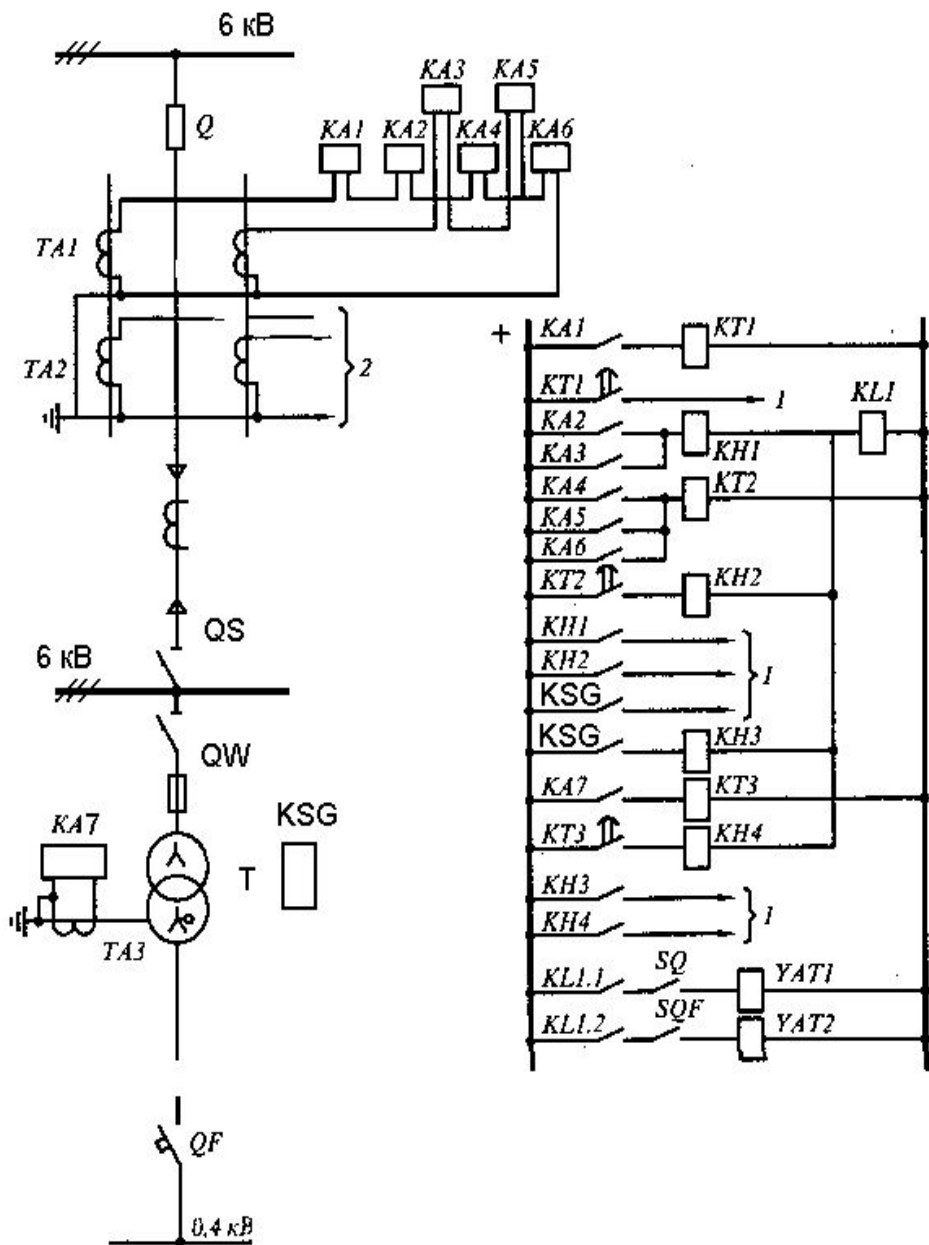 6 кВ
Q
KA3
KA5
KA1
KA2
KA4
KA6
TA1
TA2
2
QS
6 кВ
QW
KSG
KA7
T
TA3
QF
0,4 кВ
+
KA1
KT1
KT1
1
KL1
KA2
KH1
KA3
KA4
KT2
KA5
KA6
KT2
KH2
KH1
KH2
1
KSG
KSG
KH3
KA7
KT3
KT3
KH4
KH3
1
KH4
KL1.1
SQ
YAT1
KL1.2
SQF
YAT2